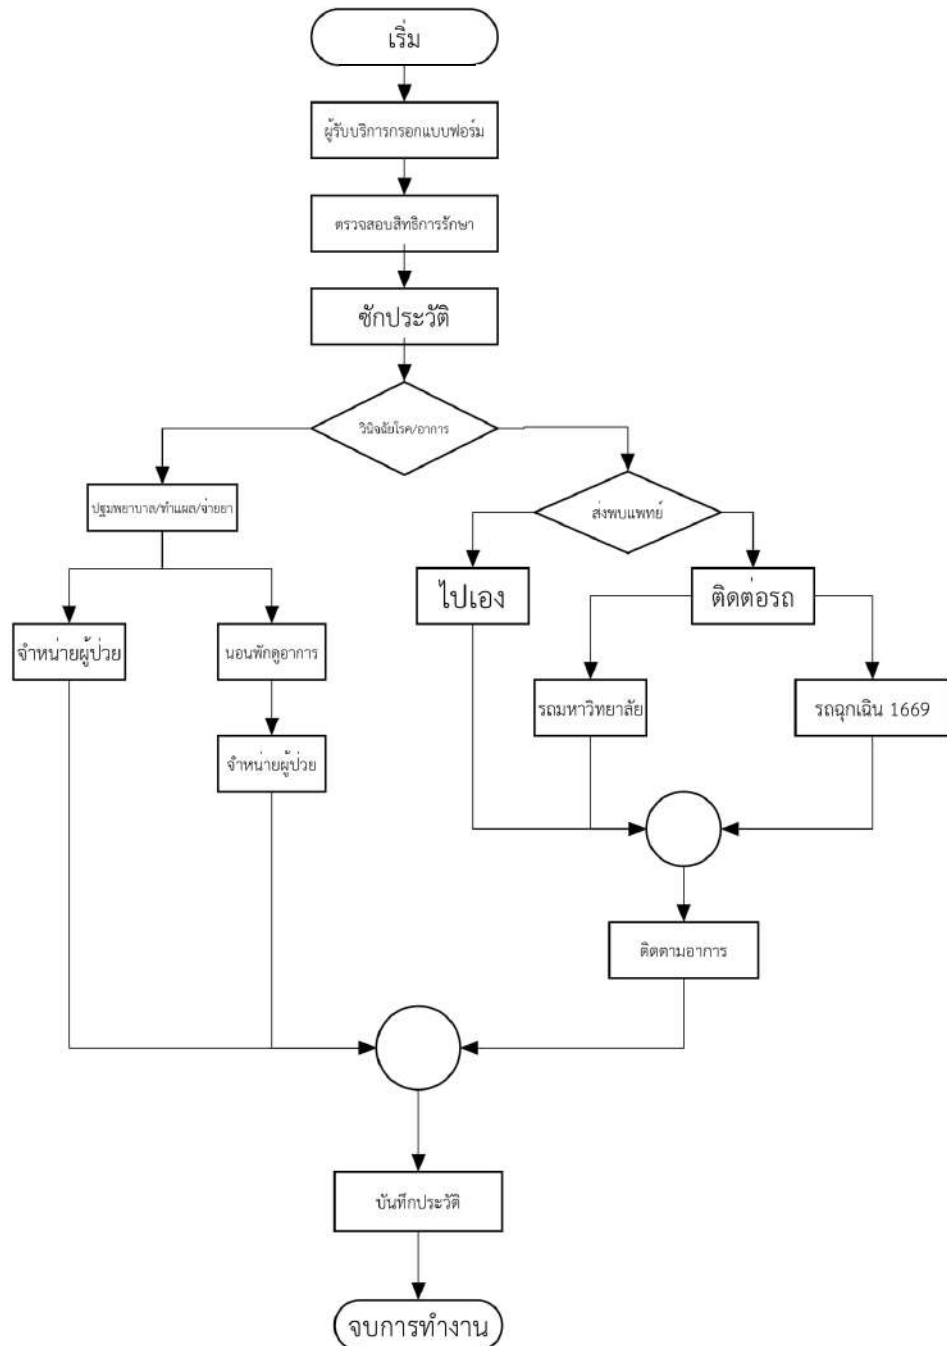 เริ่ม
ผู้รับบริการกรอกแบบฟอร์ม
ตรวจสอบสิทธิการรักษา
ซักประวัติ
วินิจฉัยโรค/อาการ
ปฐมพยาบาล/ทำแผล/จ่ายยา
ส่งพบแพทย์
ไปเอง
ติดต่อรถ
จำหน่ายผู้ป่วย
นอนพักดูอาการ
รถมหาวิทยาลัย
รถฉุกเฉิน 1669
จำหน่ายผู้ป่วย
ติดตามอาการ
บันทึกประวัติ
จบการทำงาน